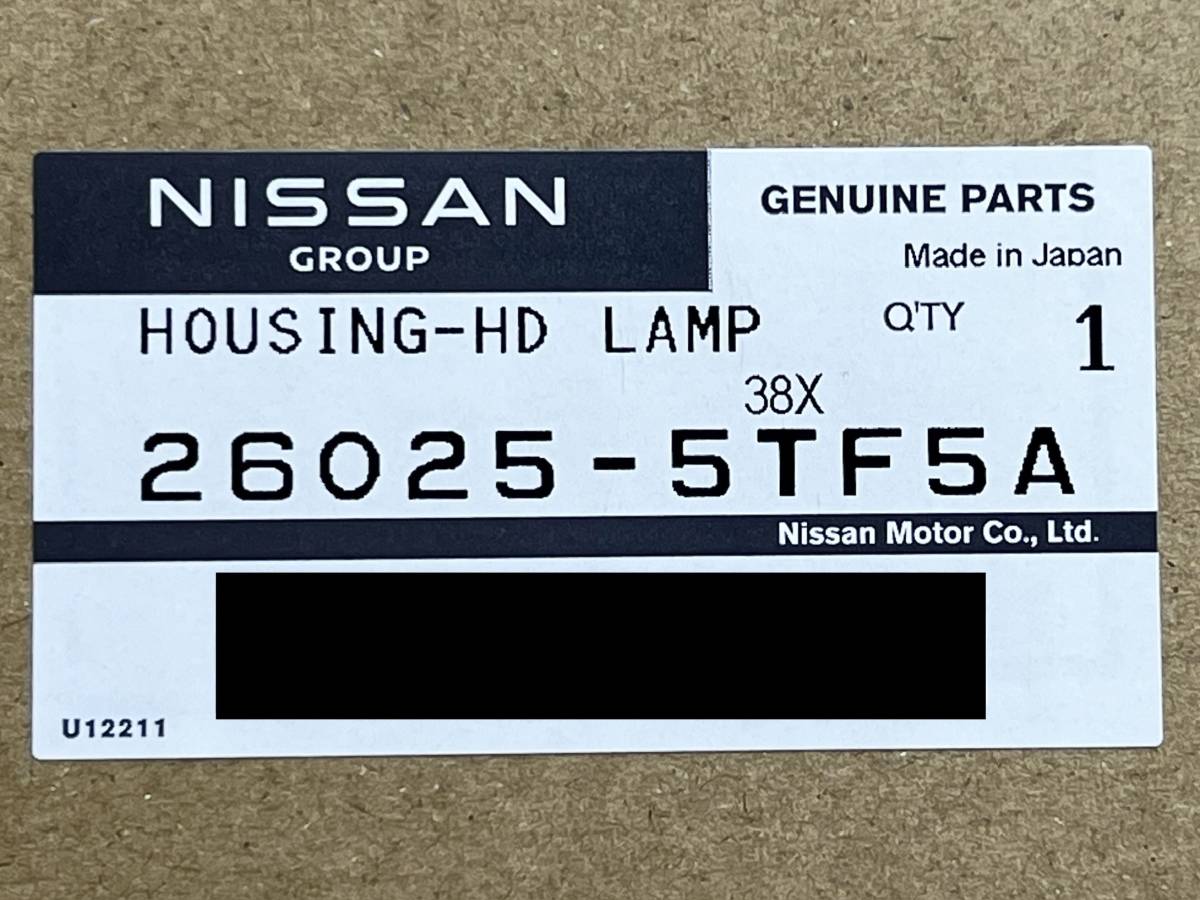 NISSAN
GROUP
GENUINE PARTS
Made in Japan
HOUSING-HD LAMP
Q'TY 1
38X
26025-5TF5A
Nissan Motor Co., Ltd.
U12211